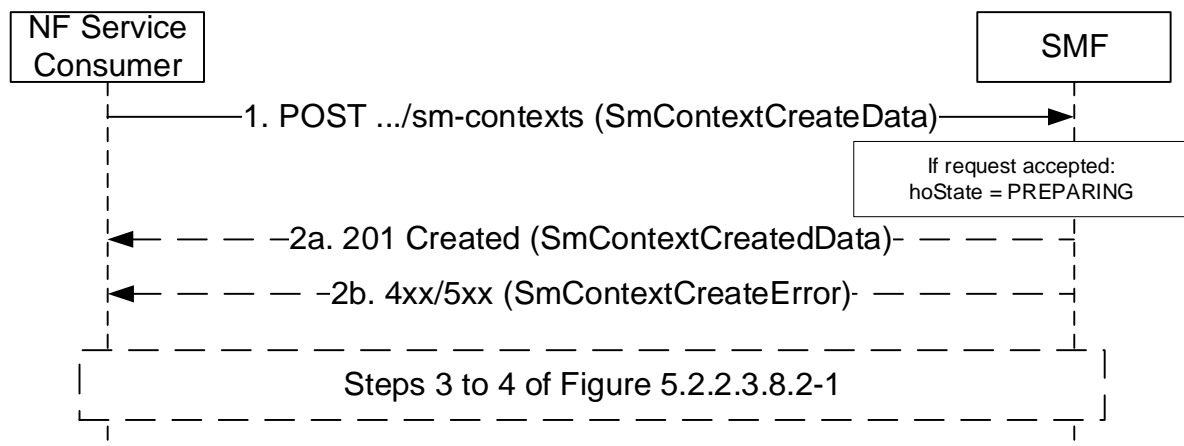 NF Service
Consumer
SMF
1. POST .../sm-contexts (SmContextCreateData)
If request accepted:
hoState = PREPARING
2a. 201 Created (SmContextCreatedData)
2b. 4xx/5xx (SmContextCreateError)
Steps 3 to 4 of Figure 5.2.2.3.8.2-1